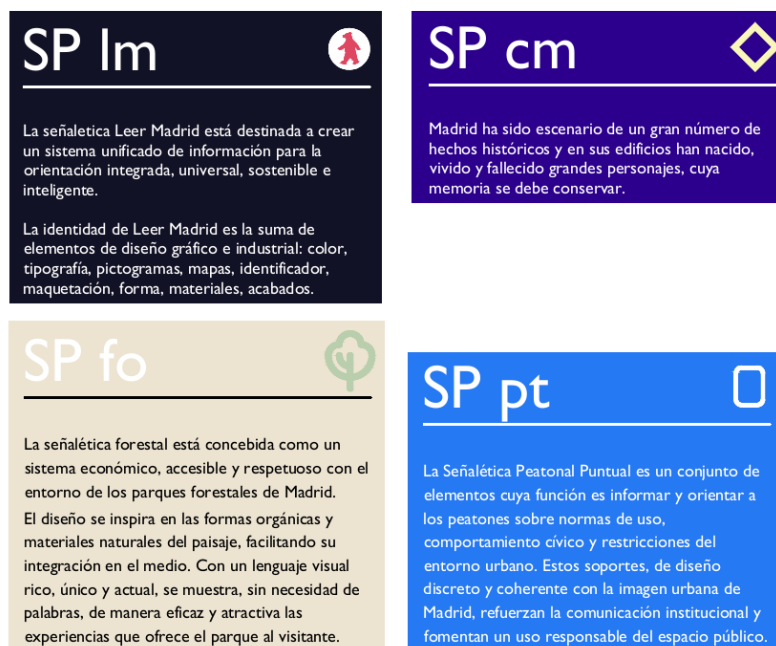 SP lm
La señaletica Leer Madrid está destinada a crear
un sistema unificado de información para la
orientación integrada, universal, sostenible e
inteligente.
La identidad de Leer Madrid es la suma de
elementos de diseño gráfico e industrial: color,
tipografía, pictogramas, mapas, identificador,
maquetación, forma, materiales, acabados.
SP cm
Madrid ha sido escenario de un gran número de
hechos históricos y en sus edificios han nacido,
vivido y fallecido grandes personajes, cuya
memoria se debe conservar.
SP fo
La señalética forestal está concebida como un
sistema económico, accesible y respetuoso con el
entorno de los parques forestales de Madrid.
El diseño se inspira en las formas orgánicas y
materiales naturales del paisaje, facilitando su
integración en el medio. Con un lenguaje visual
rico, único y actual, se muestra, sin necesidad de
palabras, de manera eficaz y atractiva las
experiencias que ofrece el parque al visitante.
SP pt
La Señalética Peatonal Puntual es un conjunto de
elementos cuya función es informar y orientar a
los peatones sobre normas de uso,
comportamiento cívico y restricciones del
entorno urbano. Estos soportes, de diseño
discreto y coherente con la imagen urbana de
Madrid, refuerzan la comunicación institucional y
fomentan un uso responsable del espacio público.